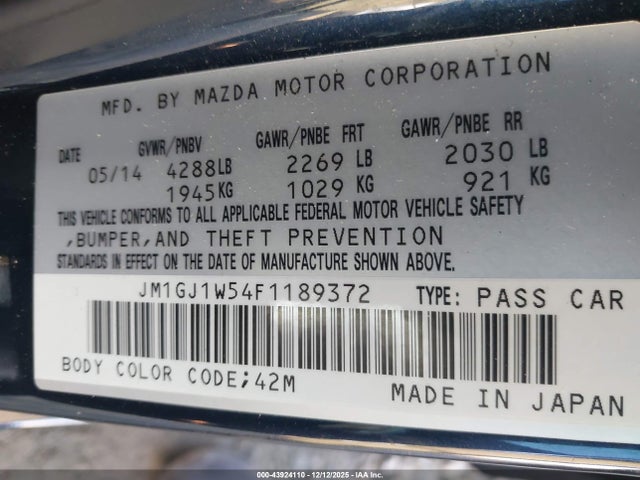 MFD. BY MAZDA MOTOR CORPORATION
DATE GVWR/PNBV GAWR/PNBE FRT GAWR/PNBE RR
05/14 4288LB 2269 LB 2030 LB
1945KG 1029 KG 921 KG
THIS VEHICLE CONFORMS TO ALL APPLICABLE FEDERAL MOTOR VEHICLE SAFETY
,BUMPER,AND THEFT PREVENTION
STANDARDS IN EFFECT ON THE DATE OF MANUFACTURE SHOWN ABOVE.
JM1GJ1W54F1189372 TYPE: PASS CAR
BODY COLOR CODE;42M MADE IN JAPAN
000-43924110 - 12/12/2025 - IAA